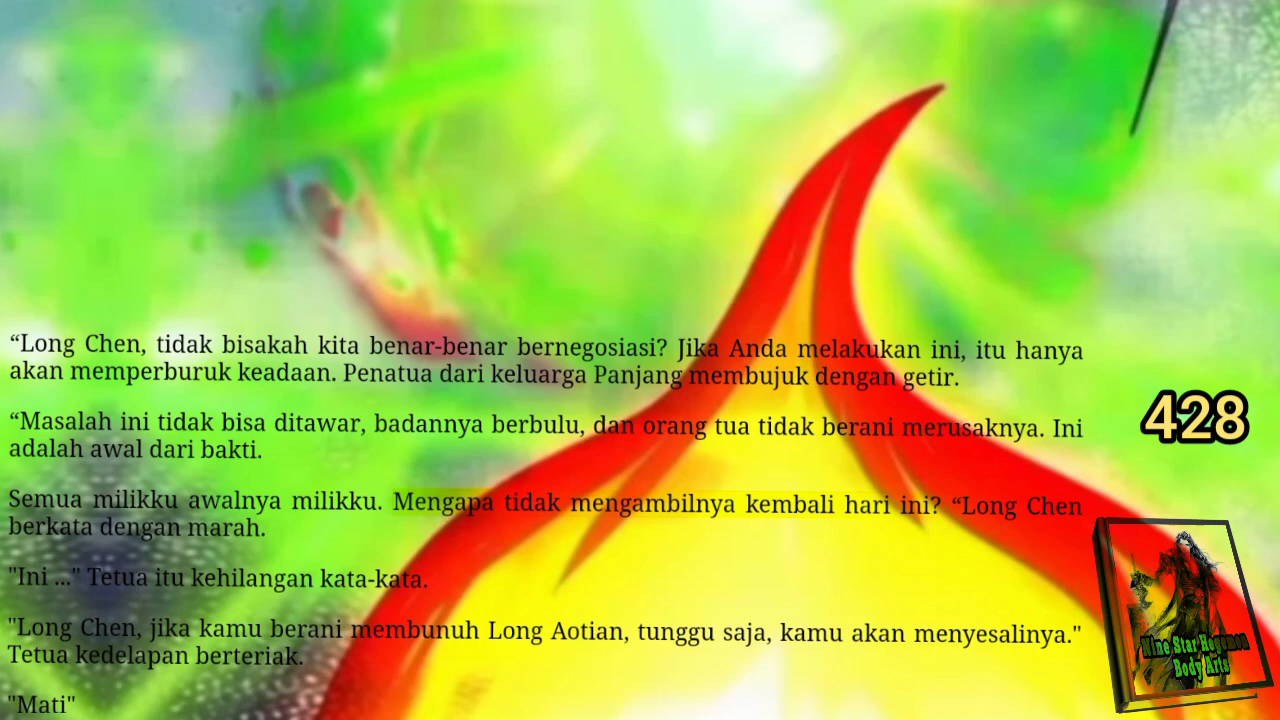 “Long Chen, tidak bisakah kita benar-benar bernegosiasi? Jika Anda melakukan ini, itu hanya
akan memperburuk keadaan. Penatua dari keluarga Panjang membujuk dengan getir.
“Masalah ini tidak bisa ditawar, badannya berbulu, dan orang tua tidak berani merusaknya. Ini
adalah awal dari bakti.
Semua milikku awalnya milikku. Mengapa tidak mengambilnya kembali hari ini? “Long Chen
berkata dengan marah.
"Ini ..." Tetua itu kehilangan kata-kata.
"Long Chen, jika kamu berani membunuh Long Aotian, tunggu saja, kamu akan menyesalinya."
Tetua kedelapan berteriak.
"Mati"
428
Nine Star Hegemon
Body Arts